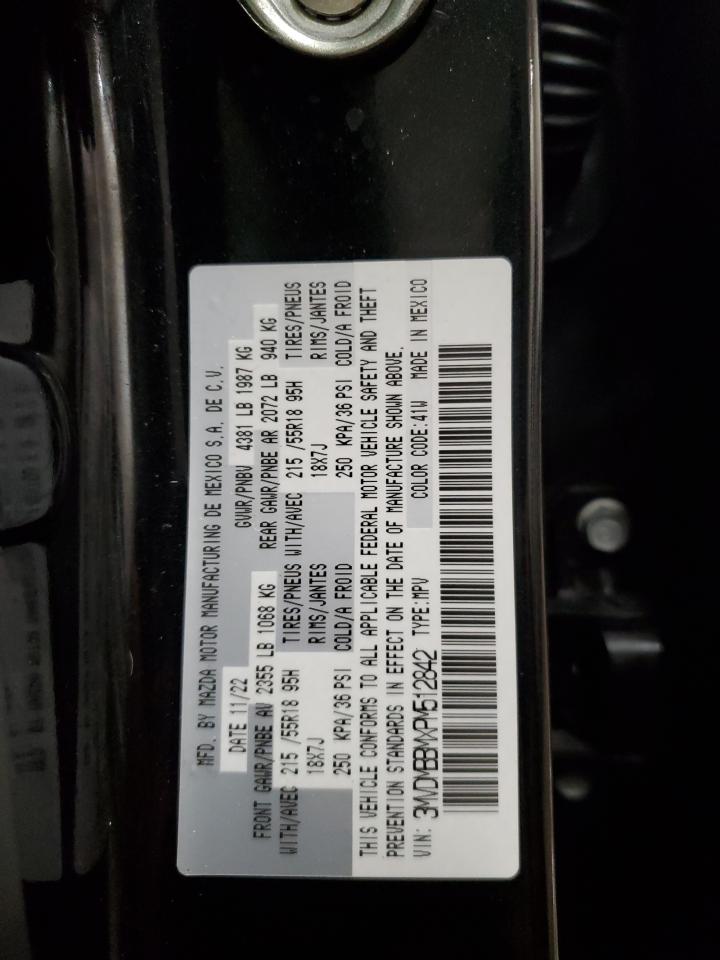 MFD. BY MAZDA MOTOR MANUFACTURING DE MEXICO S.A. DE C.V.
DATE 11/22 GVWR/PNBV 4381 LB 1987 KG
FRONT GAWR/PNBE AV 2355 LB 1068 KG REAR GAWR/PNBE AR 2072 LB 940 KG
WITH/AVEC 215 /55R18 95H TIRES/PNEUS WITH/AVEC 215 /55R18 95H TIRES/PNEUS
18X7J RIMS/JANTES 18X7J RIMS/JANTES
250 KPA/36 PSI COLD/A FROID 250 KPA/36 PSI COLD/A FROID
THIS VEHICLE CONFORMS TO ALL APPLICABLE FEDERAL MOTOR VEHICLE SAFETY AND THEFT
PREVENTION STANDARDS IN EFFECT ON THE DATE OF MANUFACTURE SHOWN ABOVE.
VIN: 3MVDMBBMXPM512842 TYPE:MPV COLOR CODE:41W MADE IN MEXICO